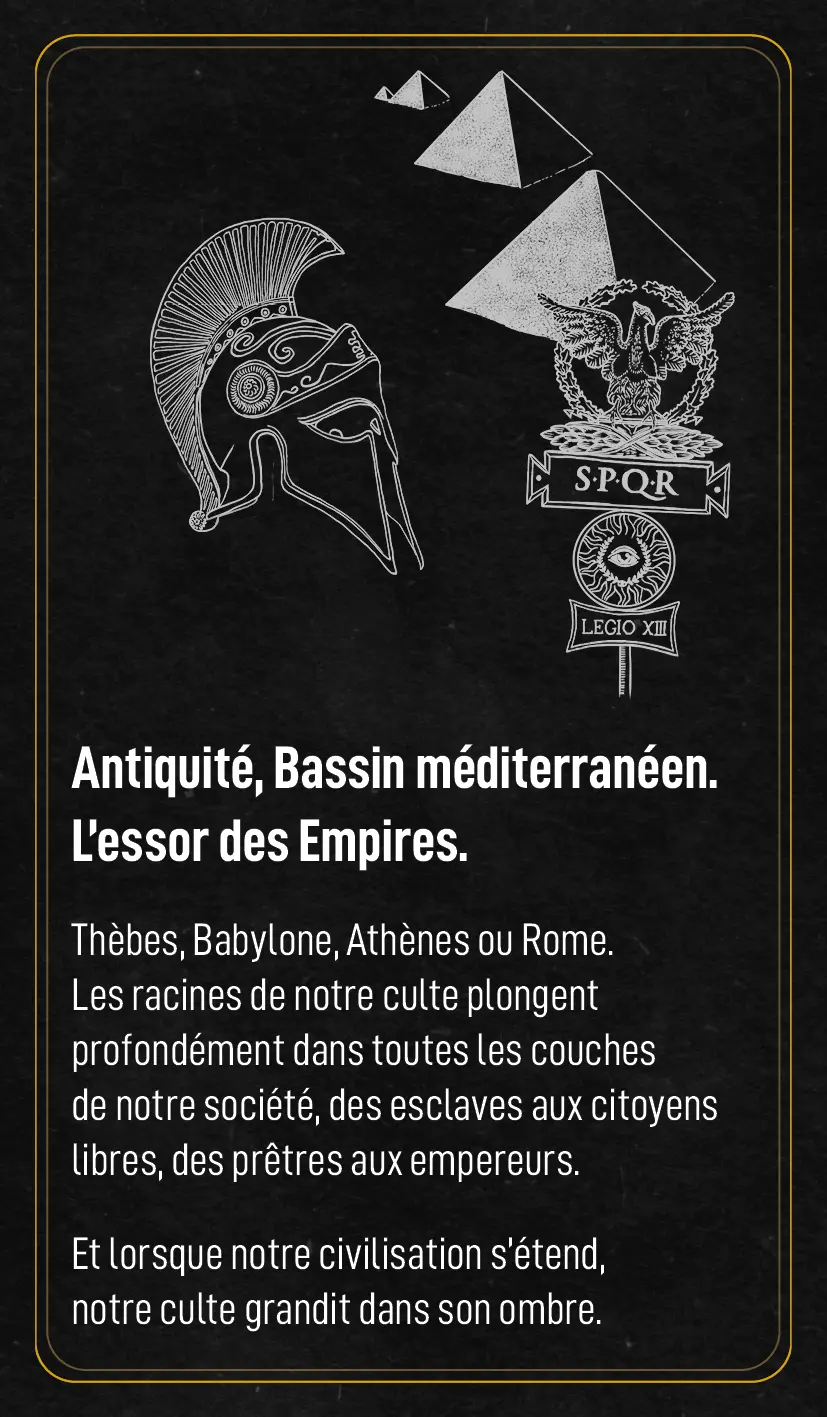 S·P·Q·R
LEGIO XIII
Antiquité, Bassin méditerranéen.
L'essor des Empires.
Thèbes, Babylone, Athènes ou Rome.
Les racines de notre culte plongent
profondément dans toutes les couches
de notre société, des esclaves aux citoyens
libres, des prêtres aux empereurs.
Et lorsque notre civilisation s'étend,
notre culte grandit dans son ombre.